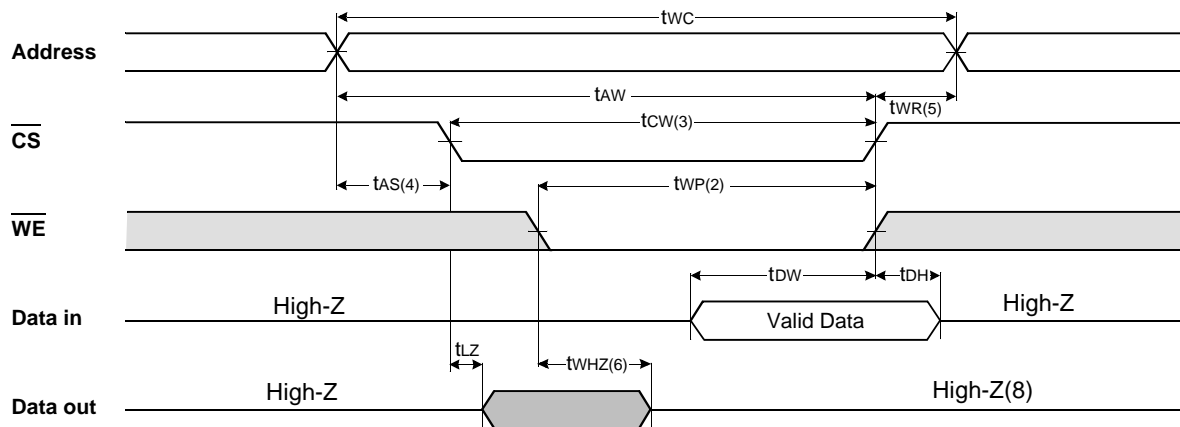 tWC
Address
tAW
tWR(5)
tCW(3)
CS
tAS(4)
tWP(2)
WE
tDW
tDH
High-Z
High-Z
Data in
Valid Data
tLZ
tWHZ(6)
High-Z
High-Z(8)
Data out